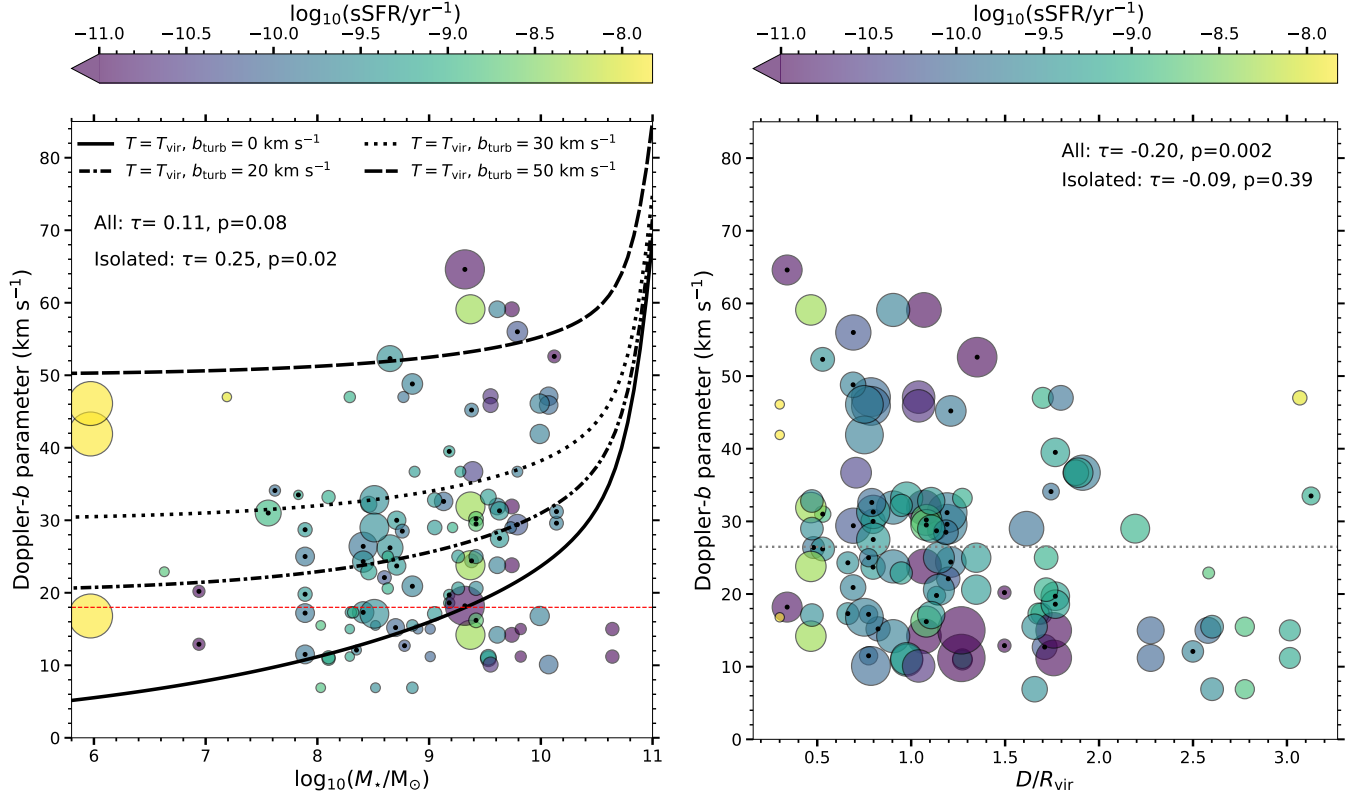 log₁₀(sSFR/yr⁻¹)
−11.0 −10.5 −10.0 −9.5 −9.0 −8.5 −8.0
T = Tvir, bturb = 0 km s⁻¹
T = Tvir, bturb = 20 km s⁻¹
T = Tvir, bturb = 30 km s⁻¹
T = Tvir, bturb = 50 km s⁻¹
All: τ= 0.11, p=0.08
Isolated: τ= 0.25, p=0.02
Doppler-b parameter (km s⁻¹)
80
70
60
50
40
30
20
10
0
6 7 8 9 10 11
log₁₀(M⋆/M⊙)
log₁₀(sSFR/yr⁻¹)
−11.0 −10.5 −10.0 −9.5 −9.0 −8.5 −8.0
All: τ= -0.20, p=0.002
Isolated: τ= -0.09, p=0.39
Doppler-b parameter (km s⁻¹)
80
70
60
50
40
30
20
10
0
0.5 1.0 1.5 2.0 2.5 3.0
D/Rvir